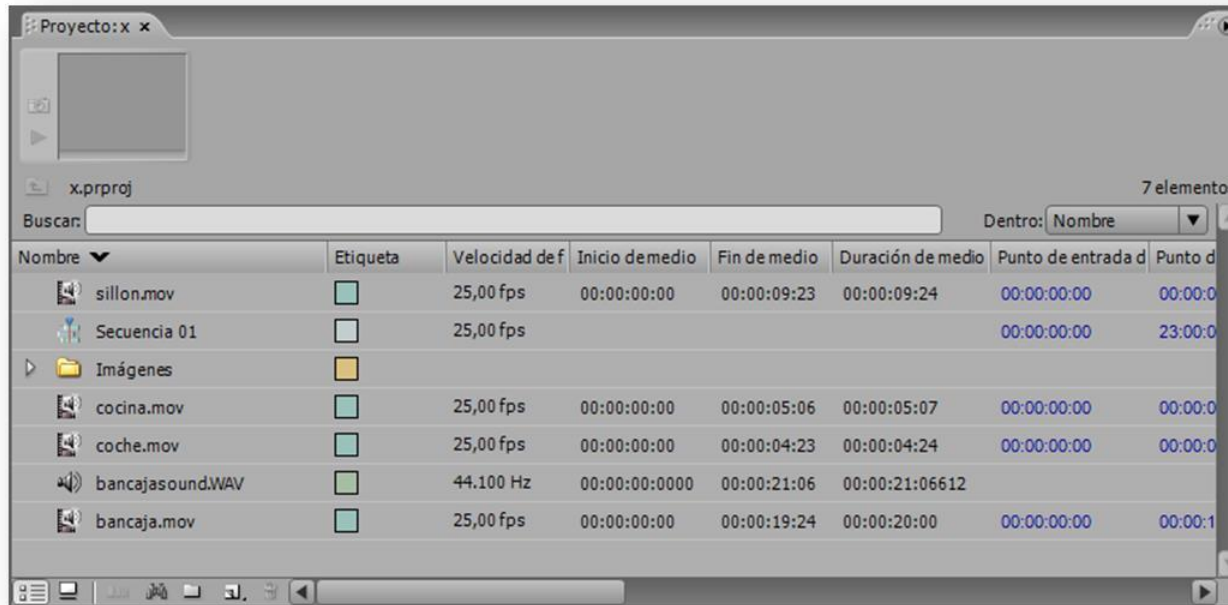 Proyecto: x ×
x.prproj 7 elemento
Buscar: Dentro: Nombre
Nombre Etiqueta Velocidad de f Inicio de medio Fin de medio Duración de medio Punto de entrada d Punto d
sillon.mov 25,00 fps 00:00:00:00 00:00:09:23 00:00:09:24 00:00:00:00 00:00:0
Secuencia 01 25,00 fps 00:00:00:00 23:00:0
Imágenes
cocina.mov 25,00 fps 00:00:00:00 00:00:05:06 00:00:05:07 00:00:00:00 00:00:0
coche.mov 25,00 fps 00:00:00:00 00:00:04:23 00:00:04:24 00:00:00:00 00:00:0
bancajasound.WAV 44.100 Hz 00:00:00:0000 00:00:21:06 00:00:21:06612
bancaja.mov 25,00 fps 00:00:00:00 00:00:19:24 00:00:20:00 00:00:00:00 00:00:1